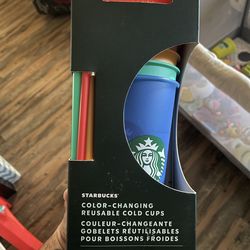 STARBUCKS
COLOR-CHANGING
REUSABLE COLD CUPS
COULEUR-CHANGEANTE
GOBELETS RÉUTILISABLES
POUR BOISSONS FROIDES